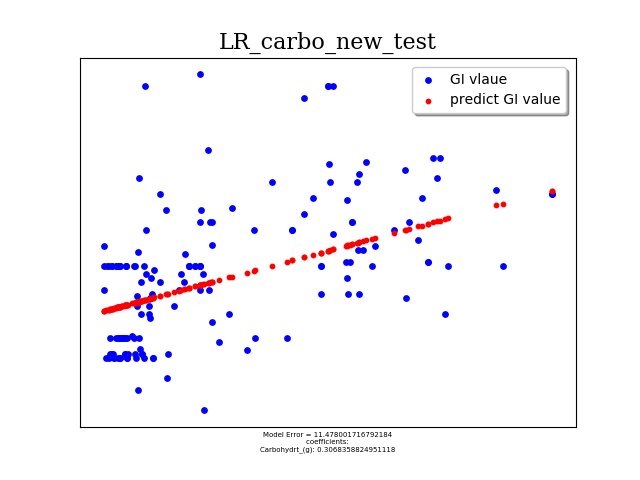 LR_carbo_new_test
GI vlaue
predict GI value
Model Error = 11.478001716792184
coefficients:
Carbohydrt_(g): 0.3068358824951118